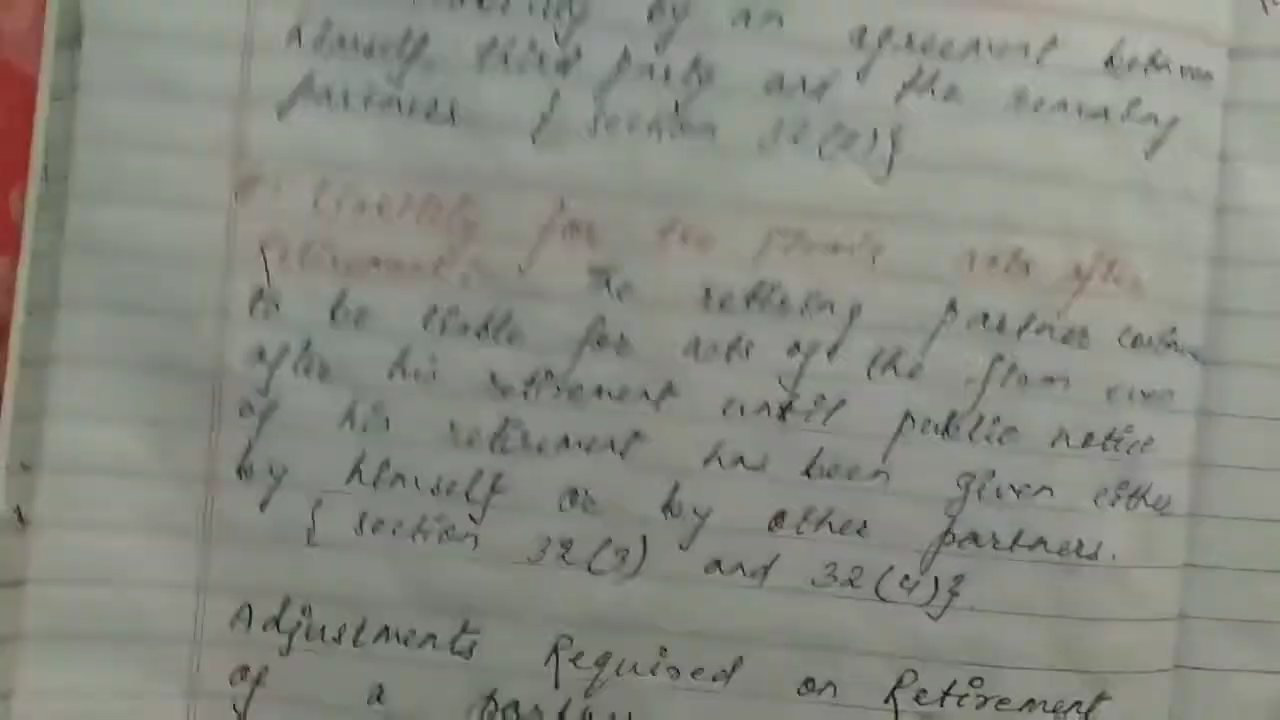 by an agreement between
himself, third party and the remaining
partners { section 32(2)}
Liability for the firm's acts after
retirement: The retiring partner
to be liable for acts of the firm even
after his retirement until public notice
of his retirement has been given either
by himself or by other partners.
{ section 32(3) and 32(4)}
Adjustments Required on Retirement
of a